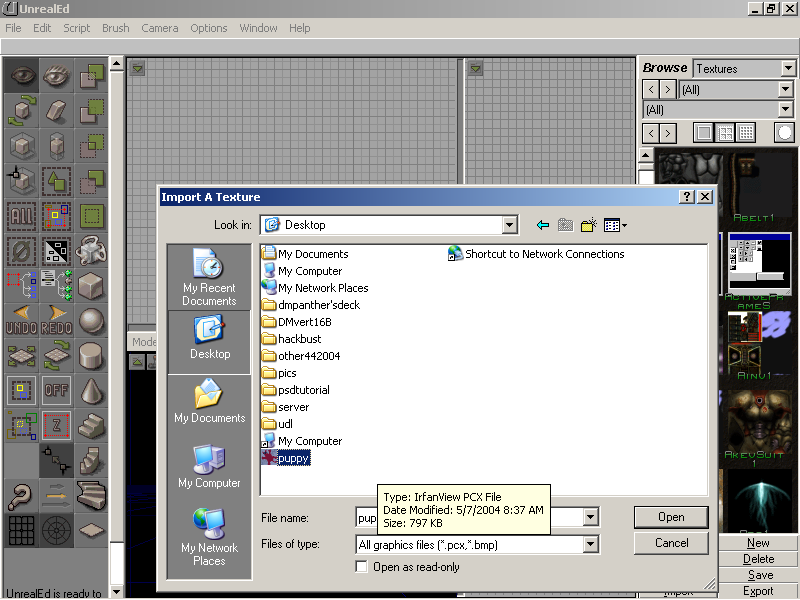 UnrealEd
File Edit Script Brush Camera Options Window Help
Browse Textures
(All)
(All)
All
UNDO REDO
OFF
Z
Mode
UnrealEd is ready to
Import A Texture
Look in: Desktop
My Recent Documents
Desktop
My Documents
My Computer
My Network Places
My Documents
My Computer
My Network Places
dmpanther'sdeck
DMvert16B
hackbust
other442004
pics
psdtutorial
server
udl
My Computer
puppy
Shortcut to Network Connections
Type: IrfanView PCX File
Date Modified: 5/7/2004 8:37 AM
Size: 797 KB
File name: pup
Open
Files of type: All graphics files (*.pcx,*.bmp)
Cancel
Open as read-only
ABelt1
ActiveFrameS
AInv1
AkevSuit1
New
Delete
Save
Import
Export